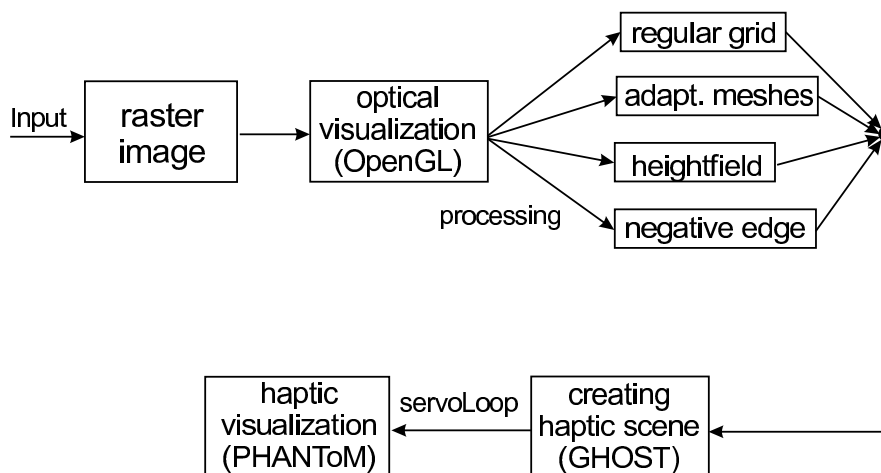 Input
raster
image
optical
visualization
(OpenGL)
processing
regular grid
adapt. meshes
heightfield
negative edge
haptic
visualization
(PHANToM)
servoLoop
creating
haptic scene
(GHOST)